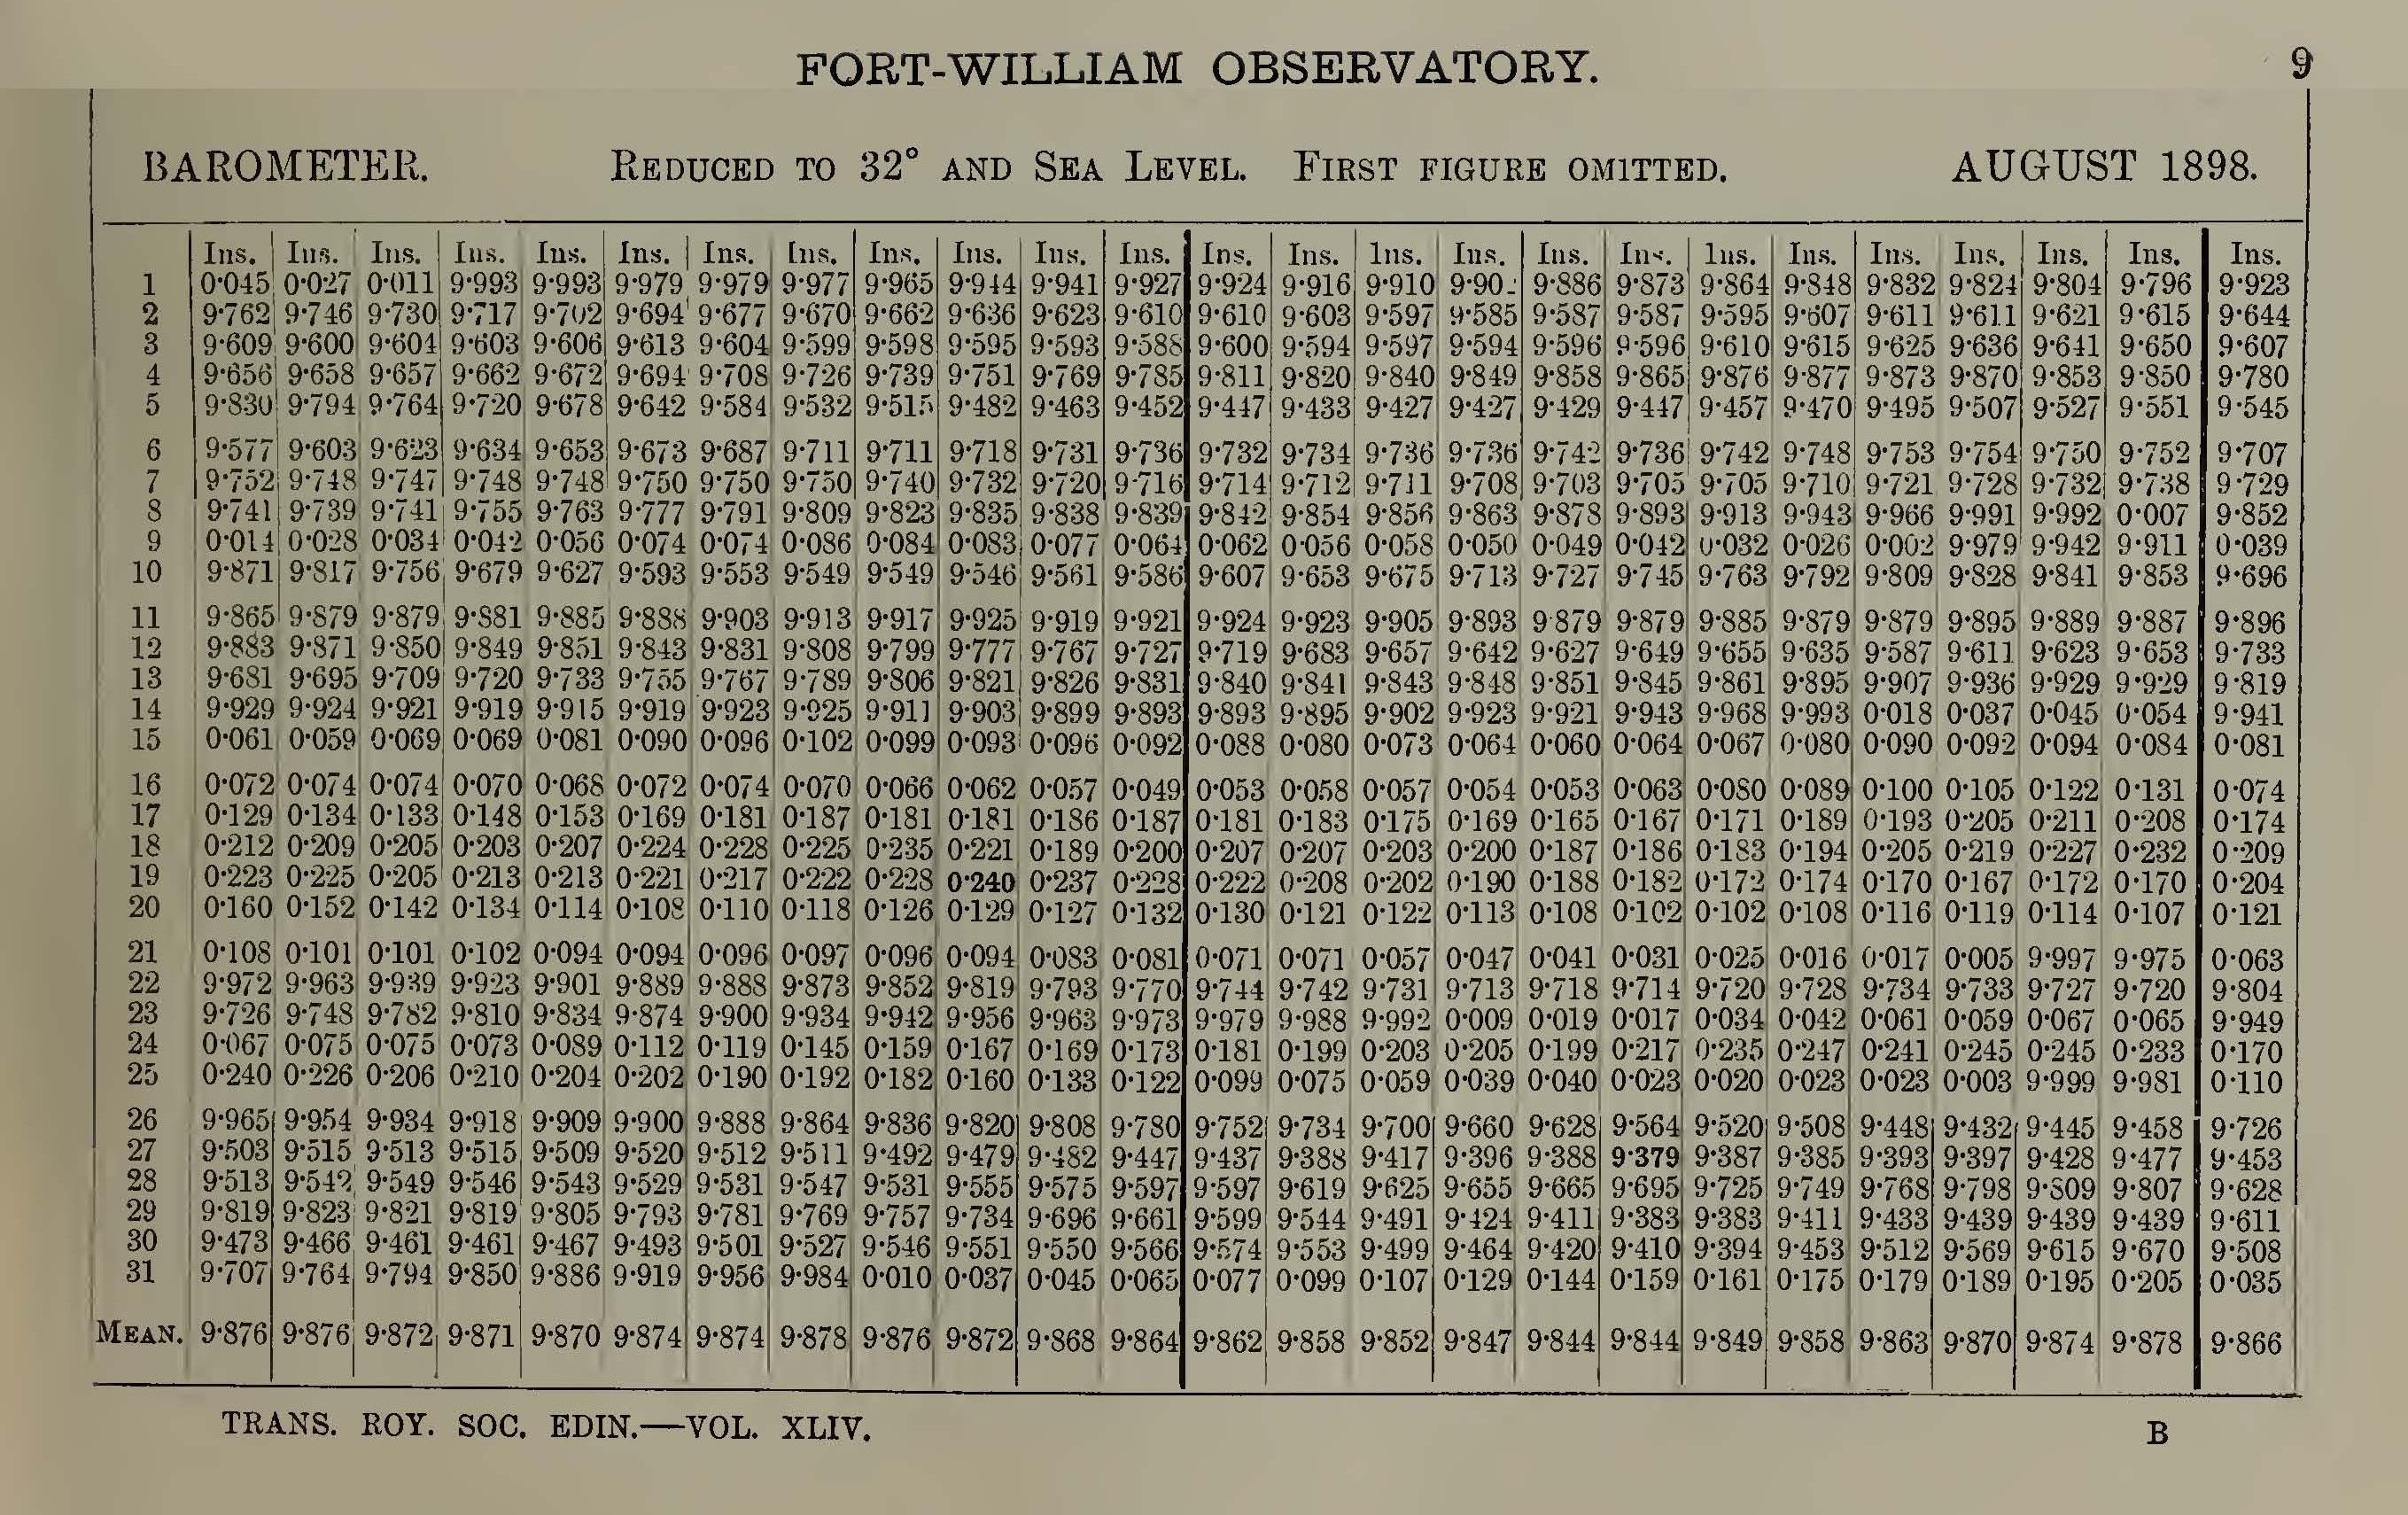 FORT-WILLIAM OBSERVATORY. 9
BAROMETER. REDUCED TO 32° AND SEA LEVEL. FIRST FIGURE OMITTED. AUGUST 1898.
Ins. Ins. Ins. Ins. Ins. Ins. Ins. Ins. Ins. Ins. Ins. Ins. Ins. Ins. Ins. Ins. Ins. Ins. Ins. Ins. Ins. Ins. Ins. Ins. Ins.
1 0·045 0·027 0·011 9·993 9·993 9·979 9·979 9·977 9·965 9·944 9·941 9·927 9·924 9·916 9·910 9·886 9·873 9·864 9·848 9·832 9·824 9·804 9·796 9·923
2 9·762 9·746 9·730 9·717 9·702 9·694 9·677 9·670 9·662 9·636 9·623 9·610 9·610 9·603 9·597 9·585 9·587 9·587 9·595 9·607 9·611 9·611 9·621 9·615 9·644
3 9·609 9·600 9·604 9·603 9·606 9·613 9·604 9·599 9·598 9·595 9·593 9·588 9·600 9·594 9·597 9·594 9·596 9·596 9·610 9·615 9·625 9·636 9·641 9·650 9·607
4 9·656 9·658 9·657 9·662 9·672 9·694 9·708 9·726 9·739 9·751 9·769 9·785 9·811 9·820 9·840 9·849 9·858 9·865 9·876 9·877 9·873 9·870 9·853 9·850 9·780
5 9·830 9·794 9·764 9·720 9·678 9·642 9·584 9·532 9·515 9·482 9·463 9·452 9·447 9·433 9·427 9·427 9·429 9·447 9·457 9·470 9·495 9·507 9·527 9·551 9·545
6 9·577 9·603 9·623 9·634 9·653 9·673 9·687 9·711 9·711 9·718 9·731 9·736 9·732 9·734 9·736 9·736 9·742 9·736 9·742 9·748 9·753 9·754 9·750 9·752 9·707
7 9·752 9·748 9·747 9·748 9·748 9·750 9·750 9·750 9·740 9·732 9·720 9·716 9·714 9·712 9·711 9·708 9·703 9·705 9·705 9·710 9·721 9·728 9·732 9·738 9·729
8 9·741 9·739 9·741 9·755 9·763 9·777 9·791 9·809 9·823 9·835 9·838 9·839 9·842 9·854 9·856 9·863 9·878 9·893 9·913 9·943 9·966 9·991 9·992 0·007 9·852
9 0·014 0·028 0·034 0·042 0·056 0·074 0·074 0·086 0·084 0·083 0·077 0·064 0·062 0·056 0·058 0·050 0·049 0·042 0·032 0·026 0·002 9·979 9·942 9·911 0·039
10 9·871 9·817 9·756 9·679 9·627 9·593 9·553 9·549 9·549 9·546 9·561 9·586 9·607 9·653 9·675 9·713 9·727 9·745 9·763 9·792 9·809 9·828 9·841 9·853 9·696
11 9·865 9·879 9·879 9·881 9·885 9·888 9·903 9·913 9·917 9·925 9·919 9·921 9·924 9·923 9·905 9·893 9·879 9·879 9·885 9·879 9·879 9·895 9·889 9·887 9·896
12 9·883 9·871 9·850 9·849 9·851 9·843 9·831 9·808 9·799 9·777 9·767 9·727 9·719 9·683 9·657 9·642 9·627 9·649 9·655 9·635 9·587 9·611 9·623 9·653 9·733
13 9·681 9·695 9·709 9·720 9·733 9·755 9·767 9·789 9·806 9·821 9·826 9·831 9·840 9·841 9·843 9·848 9·851 9·845 9·861 9·895 9·907 9·936 9·929 9·929 9·819
14 9·929 9·924 9·921 9·919 9·915 9·919 9·923 9·925 9·911 9·903 9·899 9·893 9·893 9·895 9·902 9·923 9·921 9·943 9·968 9·993 0·018 0·037 0·045 0·054 9·941
15 0·061 0·059 0·069 0·069 0·081 0·090 0·096 0·102 0·099 0·093 0·096 0·092 0·088 0·080 0·073 0·064 0·060 0·064 0·067 0·080 0·090 0·092 0·094 0·084 0·081
16 0·072 0·074 0·074 0·070 0·068 0·072 0·074 0·070 0·066 0·062 0·057 0·049 0·053 0·058 0·057 0·054 0·053 0·063 0·080 0·089 0·100 0·105 0·122 0·131 0·074
17 0·129 0·134 0·133 0·148 0·153 0·169 0·181 0·187 0·181 0·181 0·186 0·187 0·181 0·183 0·175 0·169 0·165 0·167 0·171 0·189 0·193 0·205 0·211 0·208 0·174
18 0·212 0·209 0·205 0·203 0·207 0·224 0·228 0·225 0·235 0·221 0·189 0·200 0·207 0·207 0·203 0·200 0·187 0·186 0·183 0·194 0·205 0·219 0·227 0·232 0·209
19 0·223 0·225 0·205 0·213 0·213 0·221 0·217 0·222 0·228 0·240 0·237 0·228 0·222 0·208 0·202 0·190 0·188 0·182 0·172 0·174 0·170 0·167 0·172 0·170 0·204
20 0·160 0·152 0·142 0·134 0·114 0·108 0·110 0·118 0·126 0·129 0·127 0·132 0·130 0·121 0·122 0·113 0·108 0·102 0·102 0·108 0·116 0·119 0·114 0·107 0·121
21 0·108 0·101 0·101 0·102 0·094 0·094 0·096 0·097 0·096 0·094 0·083 0·081 0·071 0·071 0·057 0·047 0·041 0·031 0·025 0·016 0·017 0·005 9·997 9·975 0·063
22 9·972 9·963 9·939 9·923 9·901 9·889 9·888 9·873 9·852 9·819 9·793 9·770 9·744 9·742 9·731 9·713 9·718 9·714 9·720 9·728 9·734 9·733 9·727 9·720 9·804
23 9·726 9·748 9·782 9·810 9·834 9·874 9·900 9·934 9·942 9·956 9·963 9·973 9·979 9·988 9·992 0·009 0·019 0·017 0·034 0·042 0·061 0·059 0·067 0·065 9·949
24 0·067 0·075 0·075 0·073 0·089 0·112 0·119 0·145 0·159 0·167 0·169 0·173 0·181 0·199 0·203 0·205 0·199 0·217 0·235 0·247 0·241 0·245 0·245 0·233 0·170
25 0·240 0·226 0·206 0·210 0·204 0·202 0·190 0·192 0·182 0·160 0·133 0·122 0·099 0·075 0·059 0·039 0·040 0·023 0·020 0·023 0·023 0·003 9·999 9·981 0·110
26 9·965 9·954 9·934 9·918 9·909 9·900 9·888 9·864 9·836 9·820 9·808 9·780 9·752 9·734 9·700 9·660 9·628 9·564 9·520 9·508 9·448 9·432 9·445 9·458 9·726
27 9·503 9·515 9·513 9·515 9·509 9·520 9·512 9·511 9·492 9·479 9·482 9·447 9·437 9·388 9·417 9·396 9·388 9·379 9·387 9·385 9·393 9·397 9·428 9·477 9·453
28 9·513 9·542 9·549 9·546 9·543 9·529 9·531 9·547 9·531 9·555 9·575 9·597 9·597 9·619 9·625 9·655 9·665 9·695 9·725 9·749 9·768 9·798 9·809 9·807 9·628
29 9·819 9·823 9·821 9·819 9·805 9·793 9·781 9·769 9·757 9·734 9·696 9·661 9·599 9·544 9·491 9·424 9·411 9·383 9·383 9·411 9·433 9·439 9·439 9·439 9·611
30 9·473 9·466 9·461 9·461 9·467 9·493 9·501 9·527 9·546 9·551 9·550 9·566 9·574 9·553 9·499 9·464 9·420 9·410 9·394 9·453 9·512 9·569 9·615 9·670 9·508
31 9·707 9·764 9·794 9·850 9·886 9·919 9·956 9·984 0·010 0·037 0·045 0·065 0·077 0·099 0·107 0·129 0·144 0·159 0·161 0·175 0·179 0·189 0·195 0·205 0·035
MEAN. 9·876 9·876 9·872 9·871 9·870 9·874 9·874 9·878 9·876 9·872 9·868 9·864 9·862 9·858 9·852 9·847 9·844 9·844 9·849 9·858 9·863 9·870 9·874 9·878 9·866
TRANS. ROY. SOC. EDIN.—VOL. XLIV. B